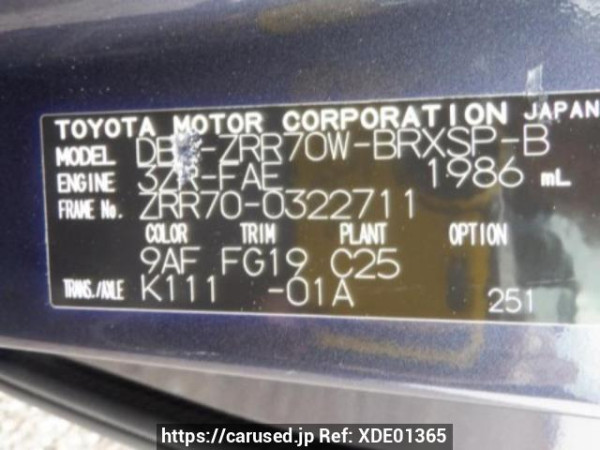 TOYOTA MOTOR CORPORATION JAPAN
MODEL ZRR70W-BRXSP-B
ENGINE 3ZR-FAE 1986 mL
FRAME No. ZRR70-0322711
COLOR TRIM PLANT OPTION
9AF FG19 C25
TRANS./AXLE K111 -01A 251
https://carused.jp Ref: XDE01365